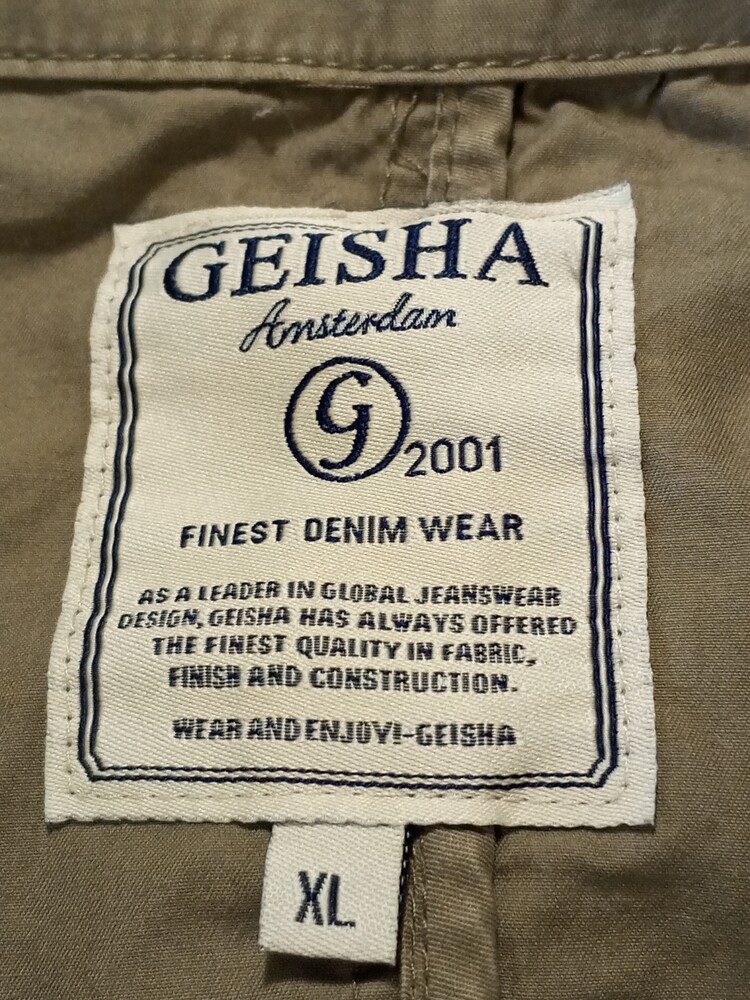 GEISHA
Amsterdam
G 2001
FINEST DENIM WEAR
AS A LEADER IN GLOBAL JEANSWEAR
DESIGN, GEISHA HAS ALWAYS OFFERED
THE FINEST QUALITY IN FABRIC,
FINISH AND CONSTRUCTION.
WEAR AND ENJOY!-GEISHA
XL